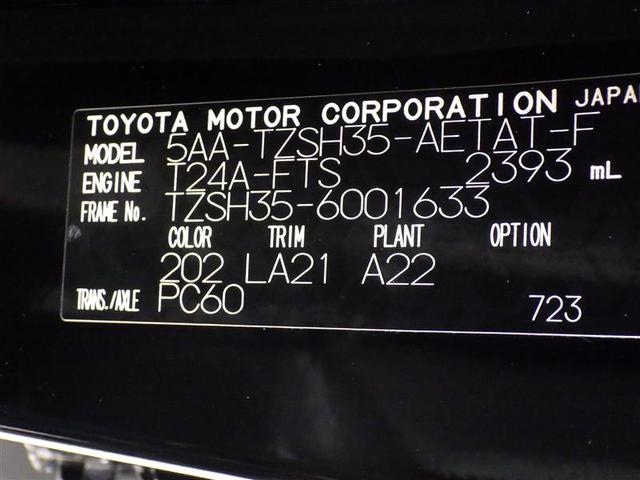 TOYOTA MOTOR CORPORATION JAPAN
MODEL 5AA-TZSH35-AETAT-F
ENGINE T24A-FTS 2393 mL
FRAME No. TZSH35-6001633
COLOR TRIM PLANT OPTION
202 LA21 A22
TRANS./AXLE PC60 723